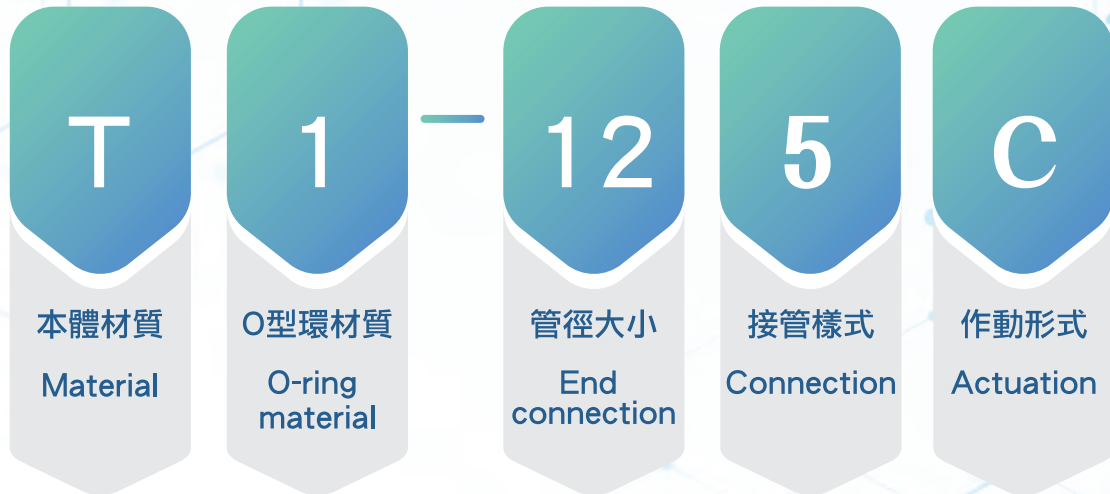 T
1
12
5
C
本體材質
Material
O型環材質
O-ring
material
管徑大小
End
connection
接管樣式
Connection
作動形式
Actuation